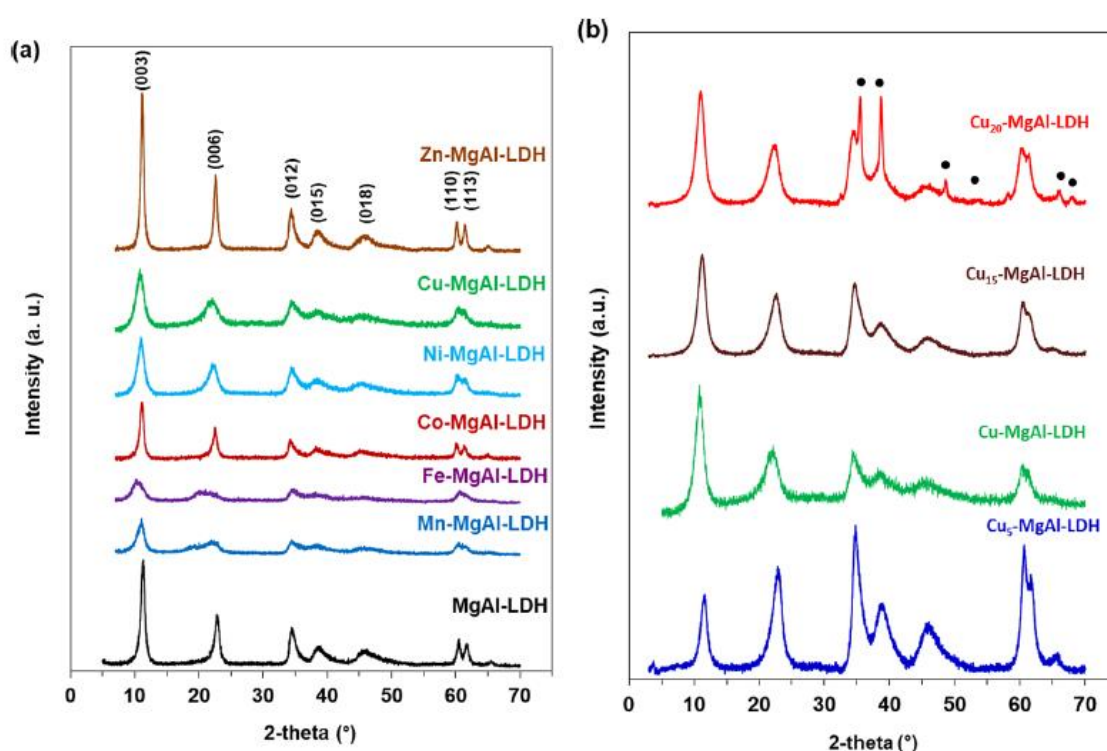 (a)
(003)
(006)
(012)
(015)
(018)
(110)
(113)
Zn-MgAl-LDH
Cu-MgAl-LDH
Ni-MgAl-LDH
Co-MgAl-LDH
Fe-MgAl-LDH
Mn-MgAl-LDH
MgAl-LDH
Intensity (a. u.)
0 10 20 30 40 50 60 70
2-theta (°)
(b)
Cu₂₀-MgAl-LDH
Cu₁₅-MgAl-LDH
Cu-MgAl-LDH
Cu₅-MgAl-LDH
Intensity (a.u.)
0 10 20 30 40 50 60 70
2-theta (°)